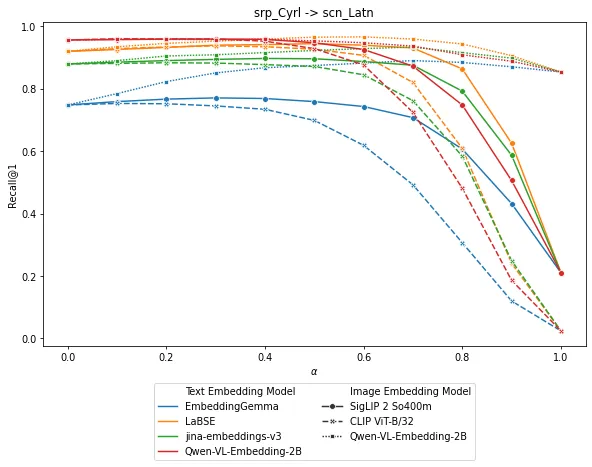 srp_Cyrl -> scn_Latn
1.0
0.8
0.6
0.4
0.2
0.0
Recall@1
0.0 0.2 0.4 0.6 0.8 1.0
α
Text Embedding Model Image Embedding Model
EmbeddingGemma SigLIP 2 So400m
LaBSE CLIP ViT-B/32
jina-embeddings-v3 Qwen-VL-Embedding-2B
Qwen-VL-Embedding-2B